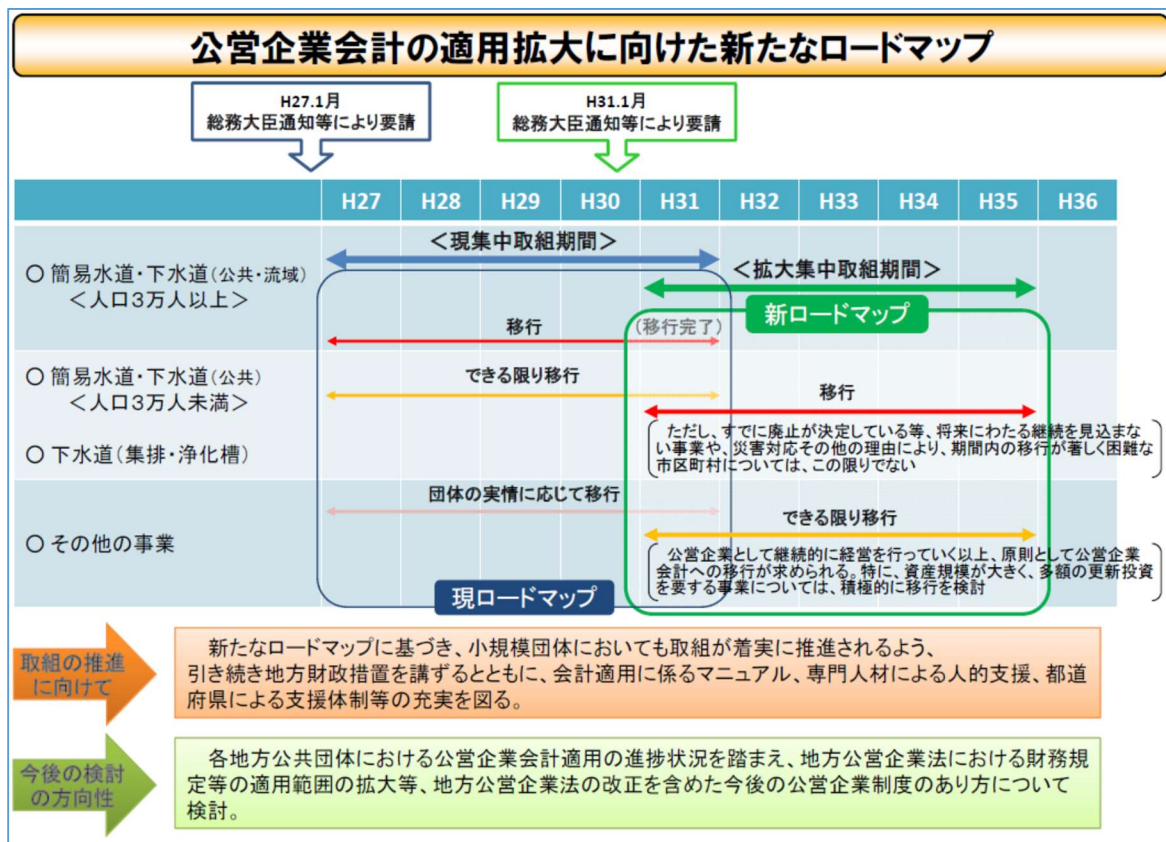 公営企業会計の適用拡大に向けた新たなロードマップ
H27.1月
総務大臣通知等により要請
H31.1月
総務大臣通知等により要請
H27 H28 H29 H30 H31 H32 H33 H34 H35 H36
＜現集中取組期間＞
＜拡大集中取組期間＞
新ロードマップ
○ 簡易水道・下水道(公共・流域)
＜人口３万人以上＞
移行
(移行完了)
○ 簡易水道・下水道(公共)
＜人口３万人未満＞
○ 下水道(集排・浄化槽)
できる限り移行
移行
ただし、すでに廃止が決定している等、将来にわたる継続を見込まな
い事業や、災害対応その他の理由により、期間内の移行が著しく困難な
市区町村については、この限りでない
○ その他の事業
団体の実情に応じて移行
できる限り移行
公営企業として継続的に経営を行っていく以上、原則として公営企業
会計への移行が求められる。特に、資産規模が大きく、多額の更新投資
を要する事業については、積極的に移行を検討
現ロードマップ
取組の推進
に向けて
新たなロードマップに基づき、小規模団体においても取組が着実に推進されるよう、
引き続き地方財政措置を講ずるとともに、会計適用に係るマニュアル、専門人材による人的支援、都道
府県による支援体制等の充実を図る。
今後の検討
の方向性
各地方公共団体における公営企業会計適用の進捗状況を踏まえ、地方公営企業法における財務規
定等の適用範囲の拡大等、地方公営企業法の改正を含めた今後の公営企業制度のあり方について
検討。